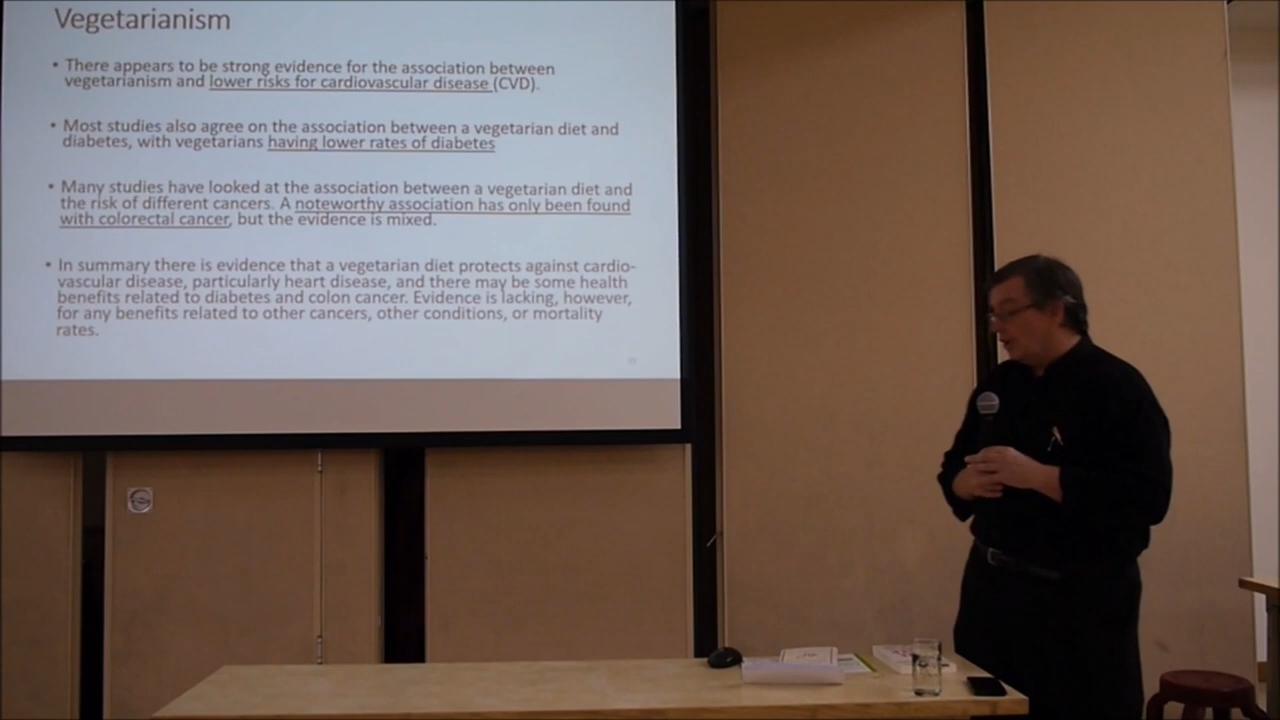 Vegetarianism
• There appears to be strong evidence for the association between
vegetarianism and lower risks for cardiovascular disease (CVD).
• Most studies also agree on the association between a vegetarian diet and
diabetes, with vegetarians having lower rates of diabetes
• Many studies have looked at the association between a vegetarian diet and
the risk of different cancers. A noteworthy association has only been found
with colorectal cancer, but the evidence is mixed.
• In summary there is evidence that a vegetarian diet protects against cardio-
vascular disease, particularly heart disease, and there may be some health
benefits related to diabetes and colon cancer. Evidence is lacking, however,
for any benefits related to other cancers, other conditions, or mortality
rates.